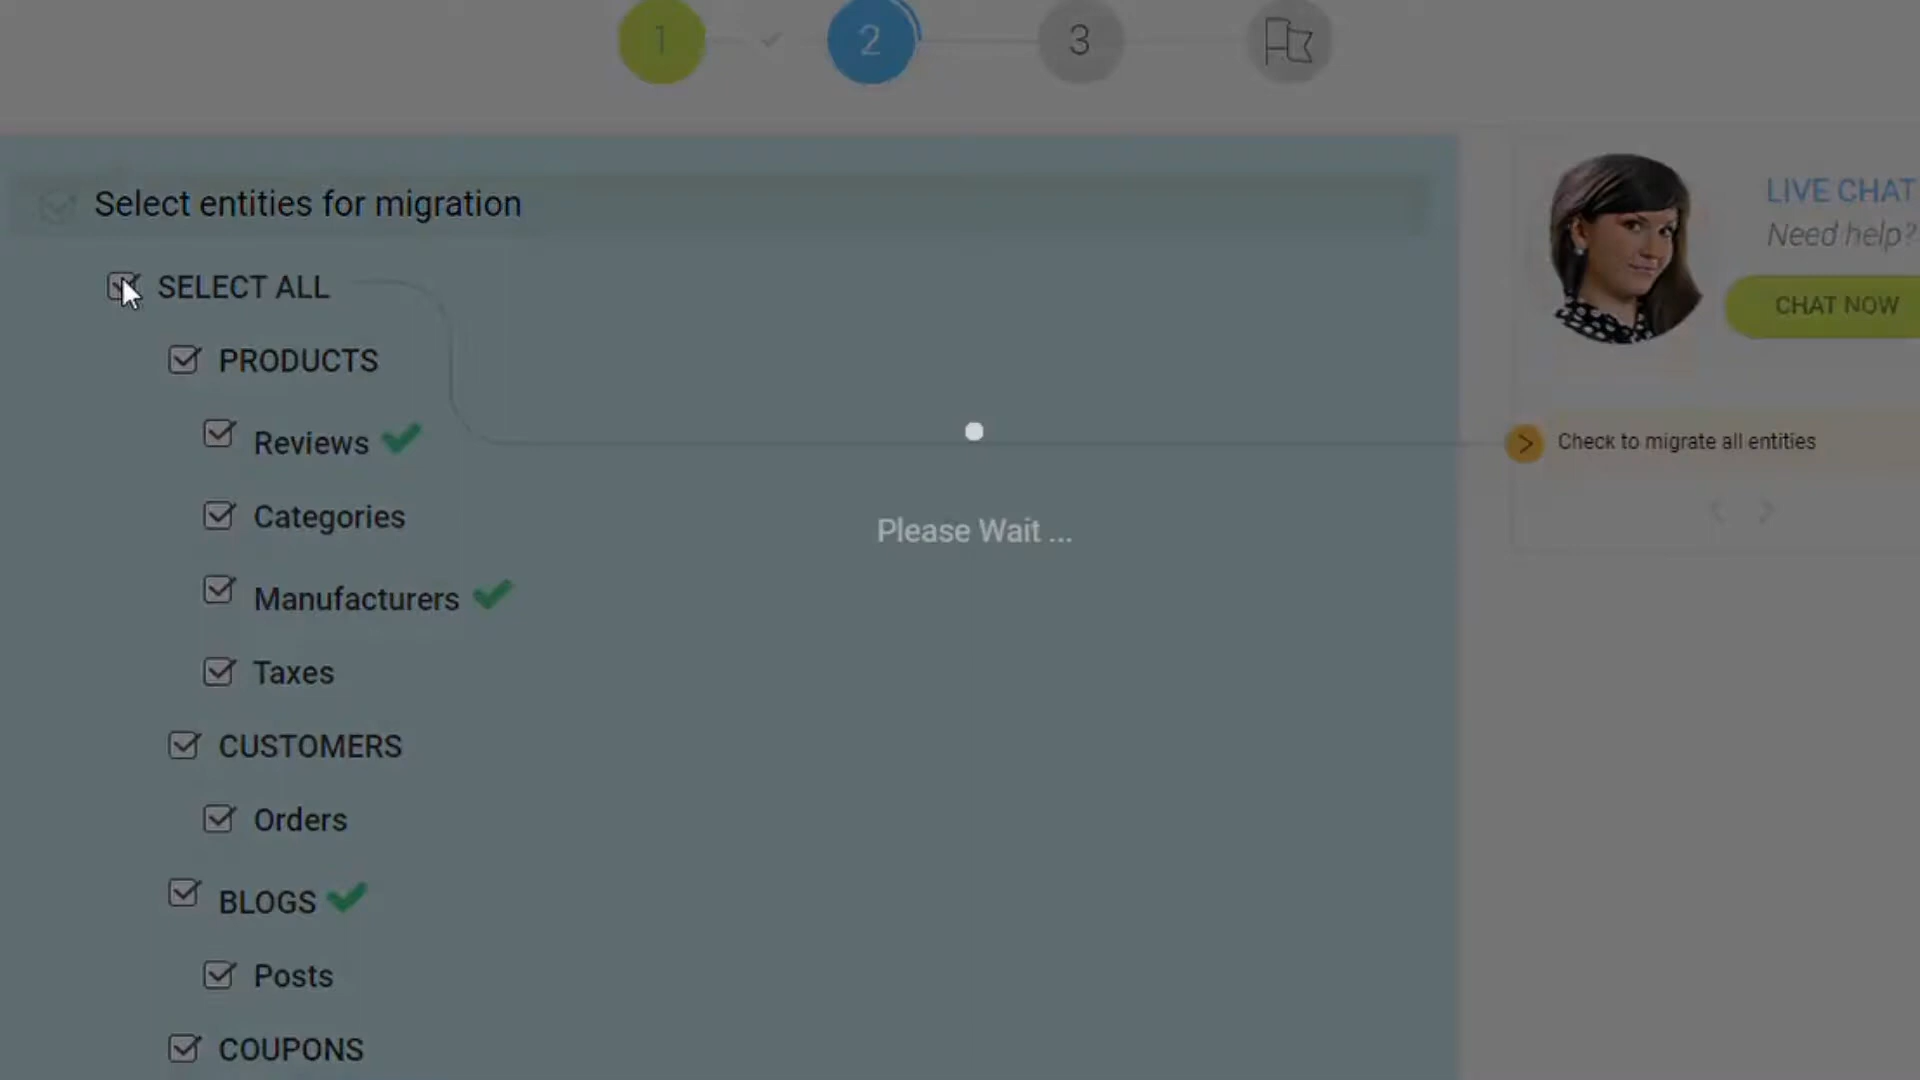 1
2
3
Select entities for migration
SELECT ALL
PRODUCTS
Reviews
Categories
Manufacturers
Taxes
CUSTOMERS
Orders
BLOGS
Posts
COUPONS
Please Wait ...
LIVE CHAT
Need help?
CHAT NOW
Check to migrate all entities